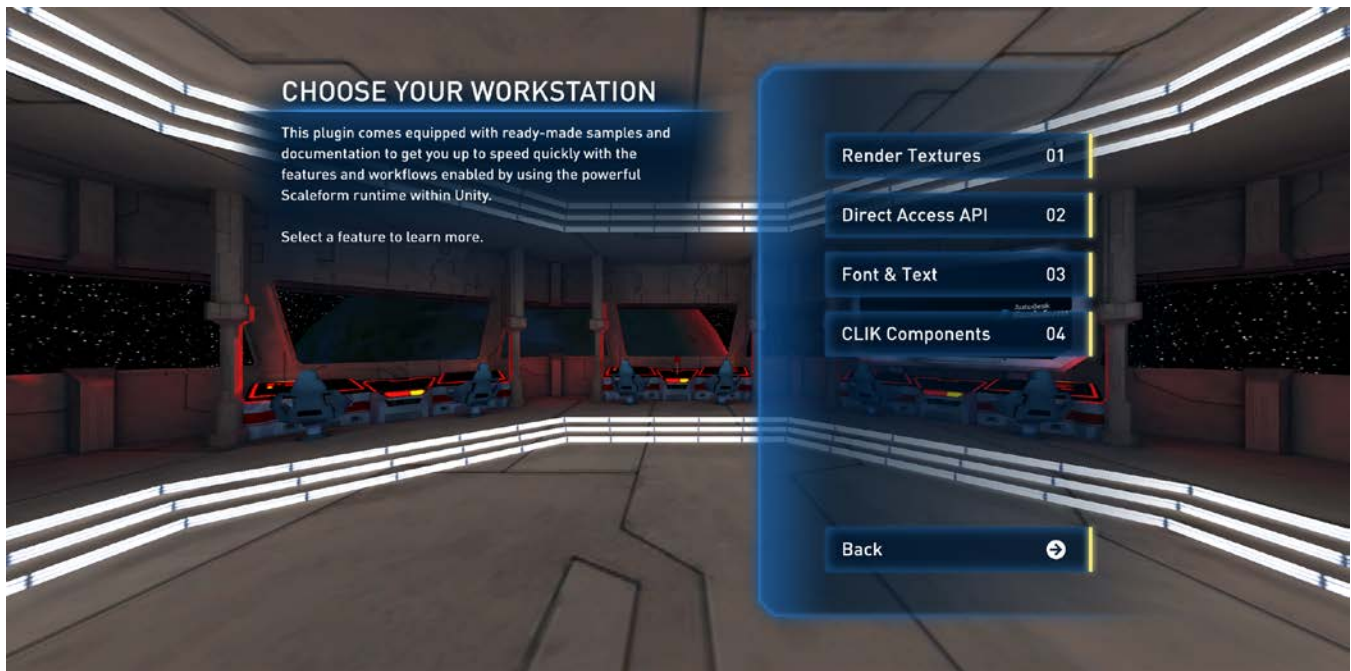 CHOOSE YOUR WORKSTATION
This plugin comes equipped with ready-made samples and
documentation to get you up to speed quickly with the
features and workflows enabled by using the powerful
Scaleform runtime within Unity.
Select a feature to learn more.
Render Textures 01
Direct Access API 02
Font & Text 03
Autodesk
CLIK Components 04
Back